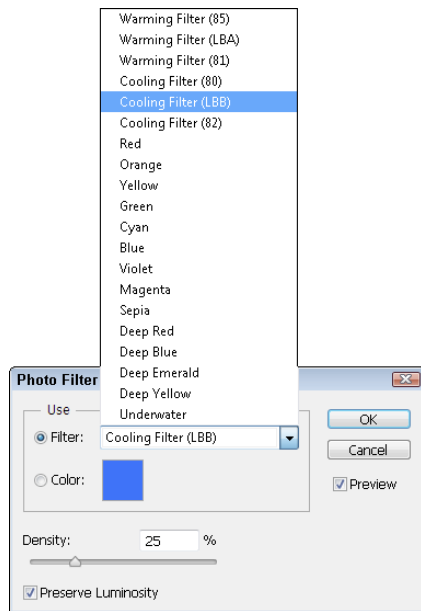 Warming Filter (85)
Warming Filter (LBA)
Warming Filter (81)
Cooling Filter (80)
Cooling Filter (LBB)
Cooling Filter (82)
Red
Orange
Yellow
Green
Cyan
Blue
Violet
Magenta
Sepia
Deep Red
Deep Blue
Deep Emerald
Deep Yellow
Underwater
Photo Filter
Use
Filter: Cooling Filter (LBB)
Color:
OK
Cancel
Preview
Density: 25 %
Preserve Luminosity